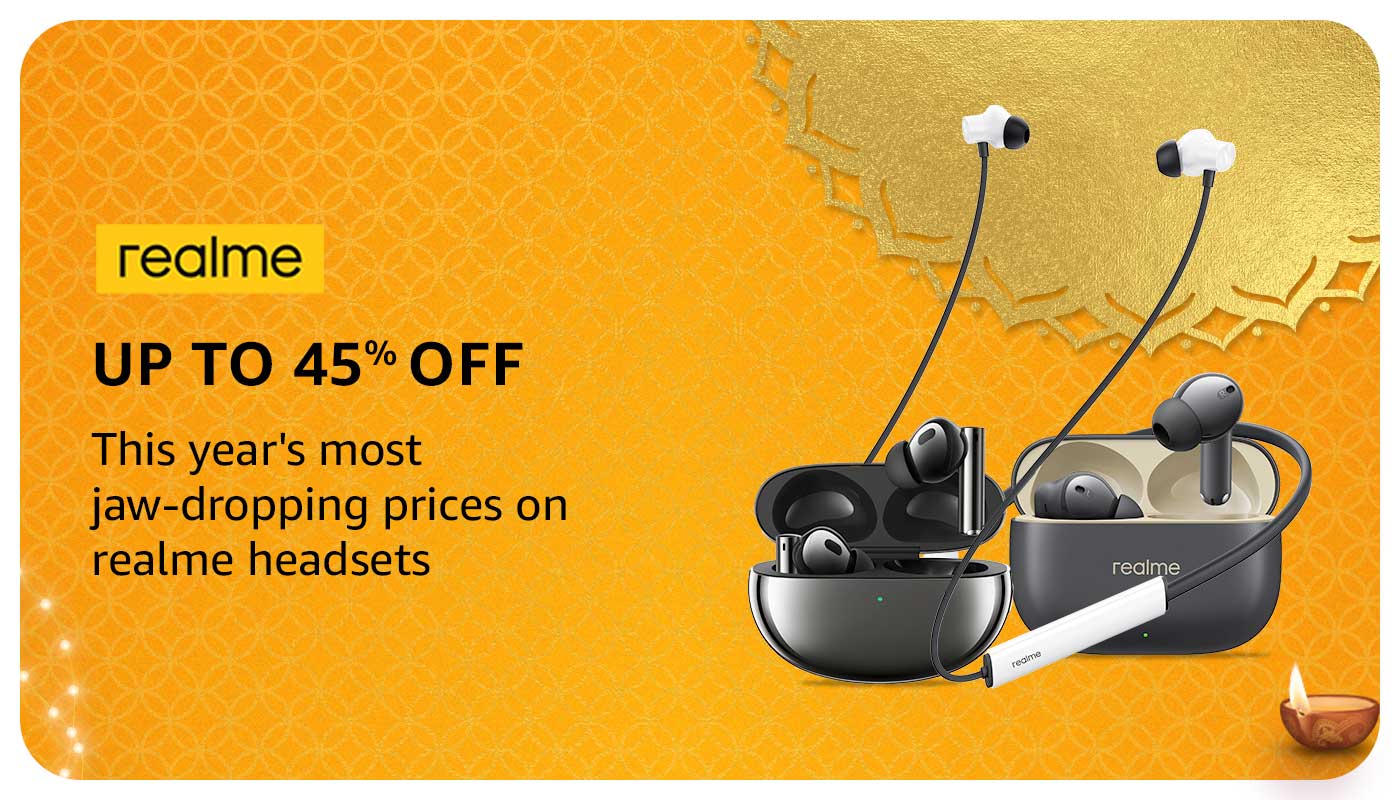 realme
UP TO 45% OFF
This year's most
jaw-dropping prices on
realme headsets
realme
realme